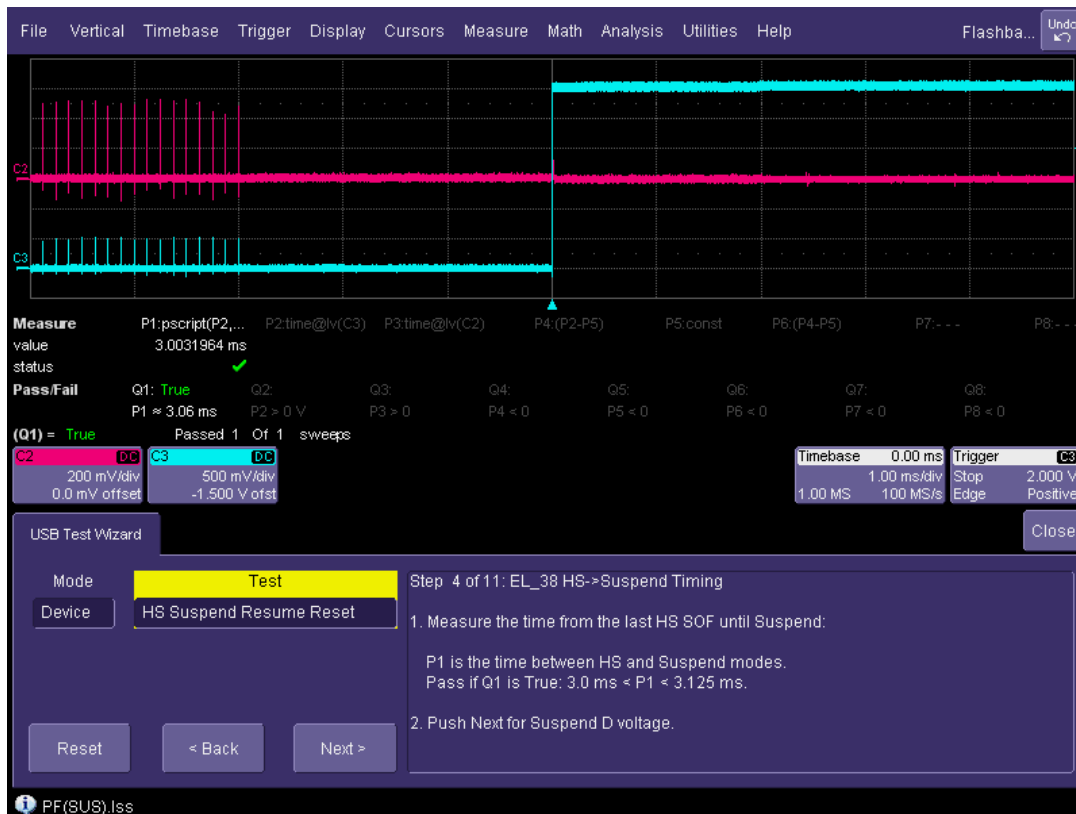 File Vertical Timebase Trigger Display Cursors Measure Math Analysis Utilities Help Flashba... Undo
C2
C3
Measure P1:pscript(P2,... P2:time@lv(C3) P3:time@lv(C2) P4:(P2-P5) P5:const P6:(P4-P5) P7:- - - P8:- - -
value 3.0031964 ms
status
Pass/Fail Q1: True Q2: Q3: Q4: Q5: Q6: Q7: Q8:
P1 ≈ 3.06 ms P2 > 0 V P3 > 0 P4 < 0 P5 < 0 P6 < 0 P7 < 0 P8 < 0
(Q1) = True Passed 1 Of 1 sweeps
C2 DC C3 DC Timebase 0.00 ms Trigger C3
200 mV/div 500 mV/div 1.00 ms/div Stop 2.000 V
0.0 mV offset -1.500 V ofst 1.00 MS 100 MS/s Edge Positive
USB Test Wizard Close
Mode Test
Device HS Suspend Resume Reset
Step 4 of 11: EL_38 HS->Suspend Timing
1. Measure the time from the last HS SOF until Suspend:
P1 is the time between HS and Suspend modes.
Pass if Q1 is True: 3.0 ms < P1 < 3.125 ms.
2. Push Next for Suspend D voltage.
Reset < Back Next >
PF(SUS).lss